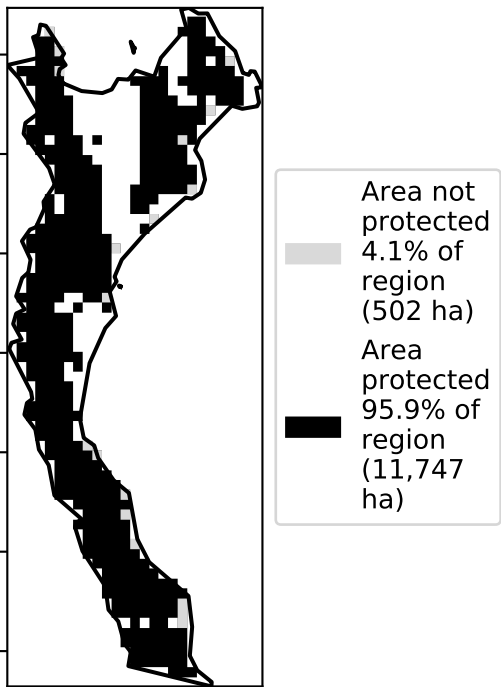 Area not
protected
4.1% of
region
(502 ha)
Area
protected
95.9% of
region
(11,747
ha)